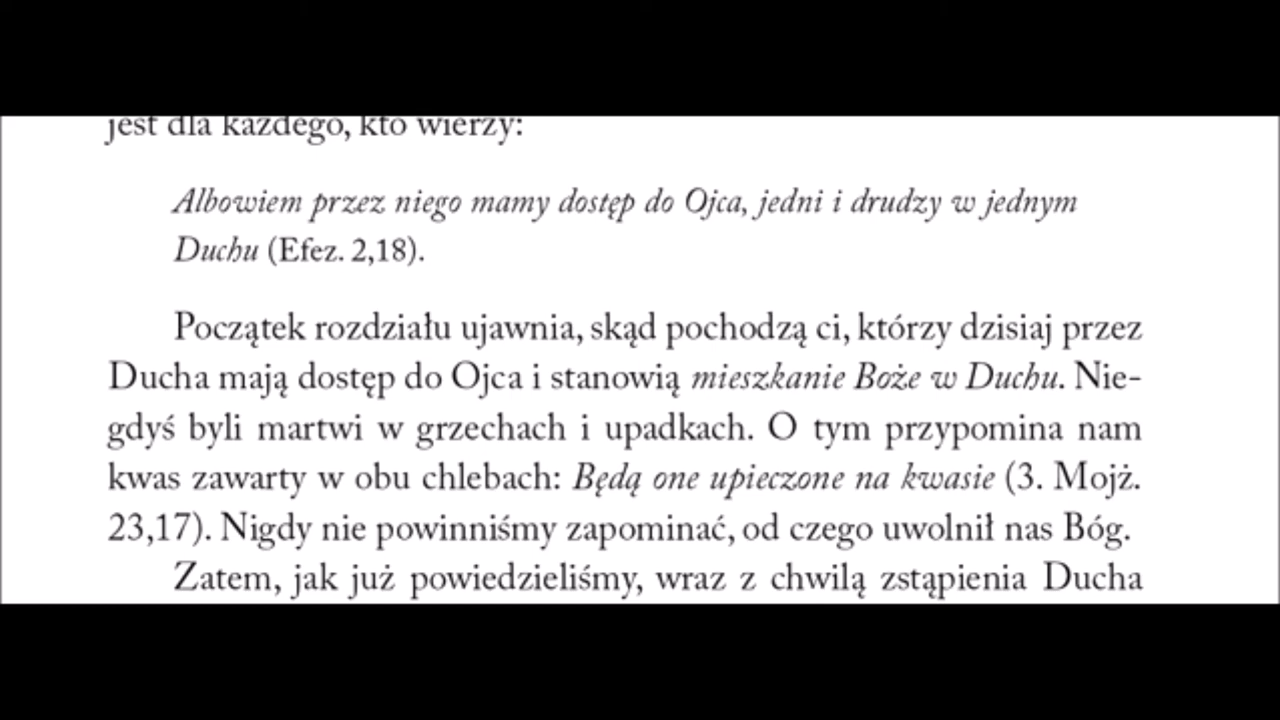 jest dla każdego, kto wierzy:
Albowiem przez niego mamy dostęp do Ojca, jedni i drudzy w jednym
Duchu (Efez. 2,18).
Początek rozdziału ujawnia, skąd pochodzą ci, którzy dzisiaj przez
Ducha mają dostęp do Ojca i stanowią mieszkanie Boże w Duchu. Nie-
gdyś byli martwi w grzechach i upadkach. O tym przypomina nam
kwas zawarty w obu chlebach: Będą one upieczone na kwasie (3. Mojż.
23,17). Nigdy nie powinniśmy zapominać, od czego uwolnił nas Bóg.
Zatem, jak już powiedzieliśmy, wraz z chwilą zstąpienia Ducha